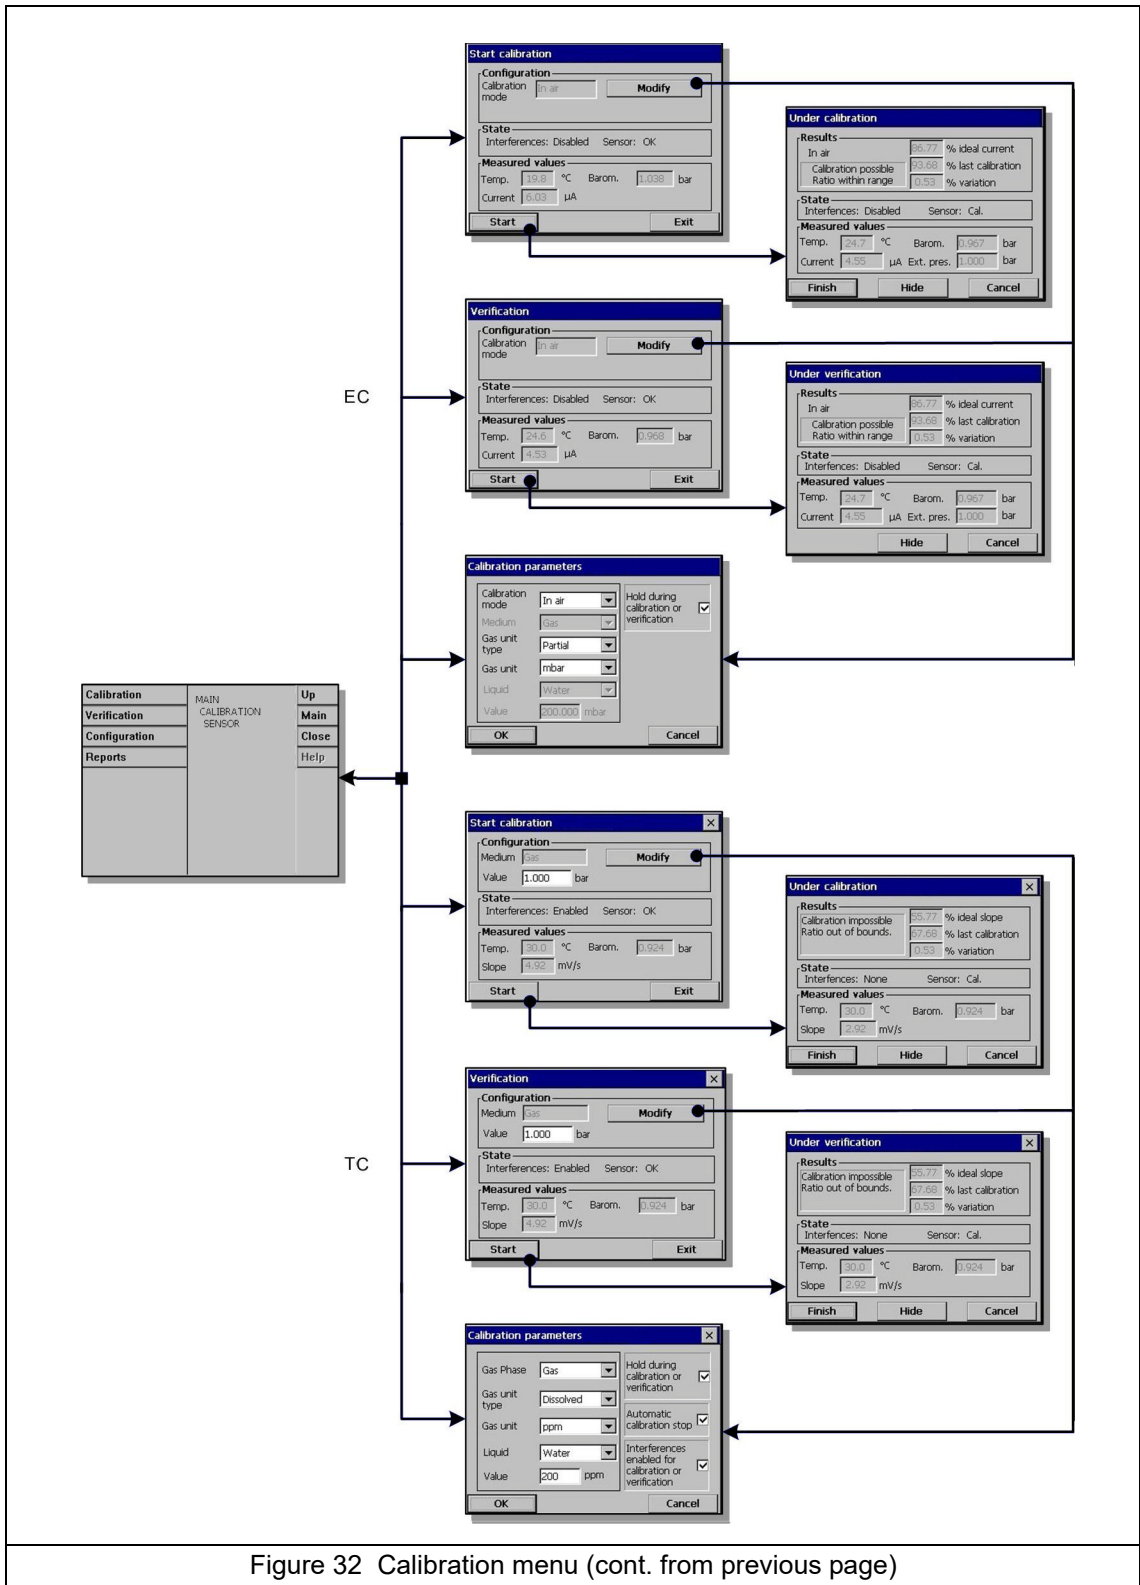 Start calibration
Configuration
Calibration mode In air Modify
State
Interferences: Disabled Sensor: OK
Measured values
Temp. 19.8 °C Barom. 1.038 bar
Current 6.03 µA
Start Exit
Under calibration
Results
In air 86.77 % ideal current
Calibration possible 93.68 % last calibration
Ratio within range 0.53 % variation
State
Interfences: Disabled Sensor: Cal.
Measured values
Temp. 24.7 °C Barom. 0.967 bar
Current 4.55 µA Ext. pres. 1.000 bar
Finish Hide Cancel
EC
Verification
Configuration
Calibration mode In air Modify
State
Interferences: Disabled Sensor: OK
Measured values
Temp. 24.6 °C Barom. 0.968 bar
Current 4.53 µA
Start Exit
Under verification
Results
In air 86.77 % ideal current
Calibration possible 93.68 % last calibration
Ratio within range 0.53 % variation
State
Interfences: Disabled Sensor: Cal.
Measured values
Temp. 24.7 °C Barom. 0.967 bar
Current 4.55 µA Ext. pres. 1.000 bar
Hide Cancel
Calibration parameters
Calibration mode In air
Medium Gas
Gas unit type Partial
Gas unit mbar
Liquid Water
Value 200.000 mbar
Hold during calibration or verification
OK Cancel
Calibration
Verification
Configuration
Reports
MAIN
CALIBRATION
SENSOR
Up
Main
Close
Help
Start calibration
Configuration
Medium Gas Modify
Value 1.000 bar
State
Interferences: Enabled Sensor: OK
Measured values
Temp. 30.0 °C Barom. 0.924 bar
Slope 4.92 mV/s
Start Exit
Under calibration
Results
Calibration impossible 55.77 % ideal slope
Ratio out of bounds. 67.68 % last calibration
0.53 % variation
State
Interfences: None Sensor: Cal.
Measured values
Temp. 30.0 °C Barom. 0.924 bar
Slope 2.92 mV/s
Finish Hide Cancel
TC
Verification
Configuration
Medium Gas Modify
Value 1.000 bar
State
Interferences: Enabled Sensor: OK
Measured values
Temp. 30.0 °C Barom. 0.924 bar
Slope 4.92 mV/s
Start Exit
Under verification
Results
Calibration impossible 55.77 % ideal slope
Ratio out of bounds. 67.68 % last calibration
0.53 % variation
State
Interfences: None Sensor: Cal.
Measured values
Temp. 30.0 °C Barom. 0.924 bar
Slope 2.92 mV/s
Finish Hide Cancel
Calibration parameters
Gas Phase Gas
Gas unit type Dissolved
Gas unit ppm
Liquid Water
Value 200 ppm
Hold during calibration or verification
Automatic calibration stop
Interferences enabled for calibration or verification
OK Cancel
Figure 32 Calibration menu (cont. from previous page)